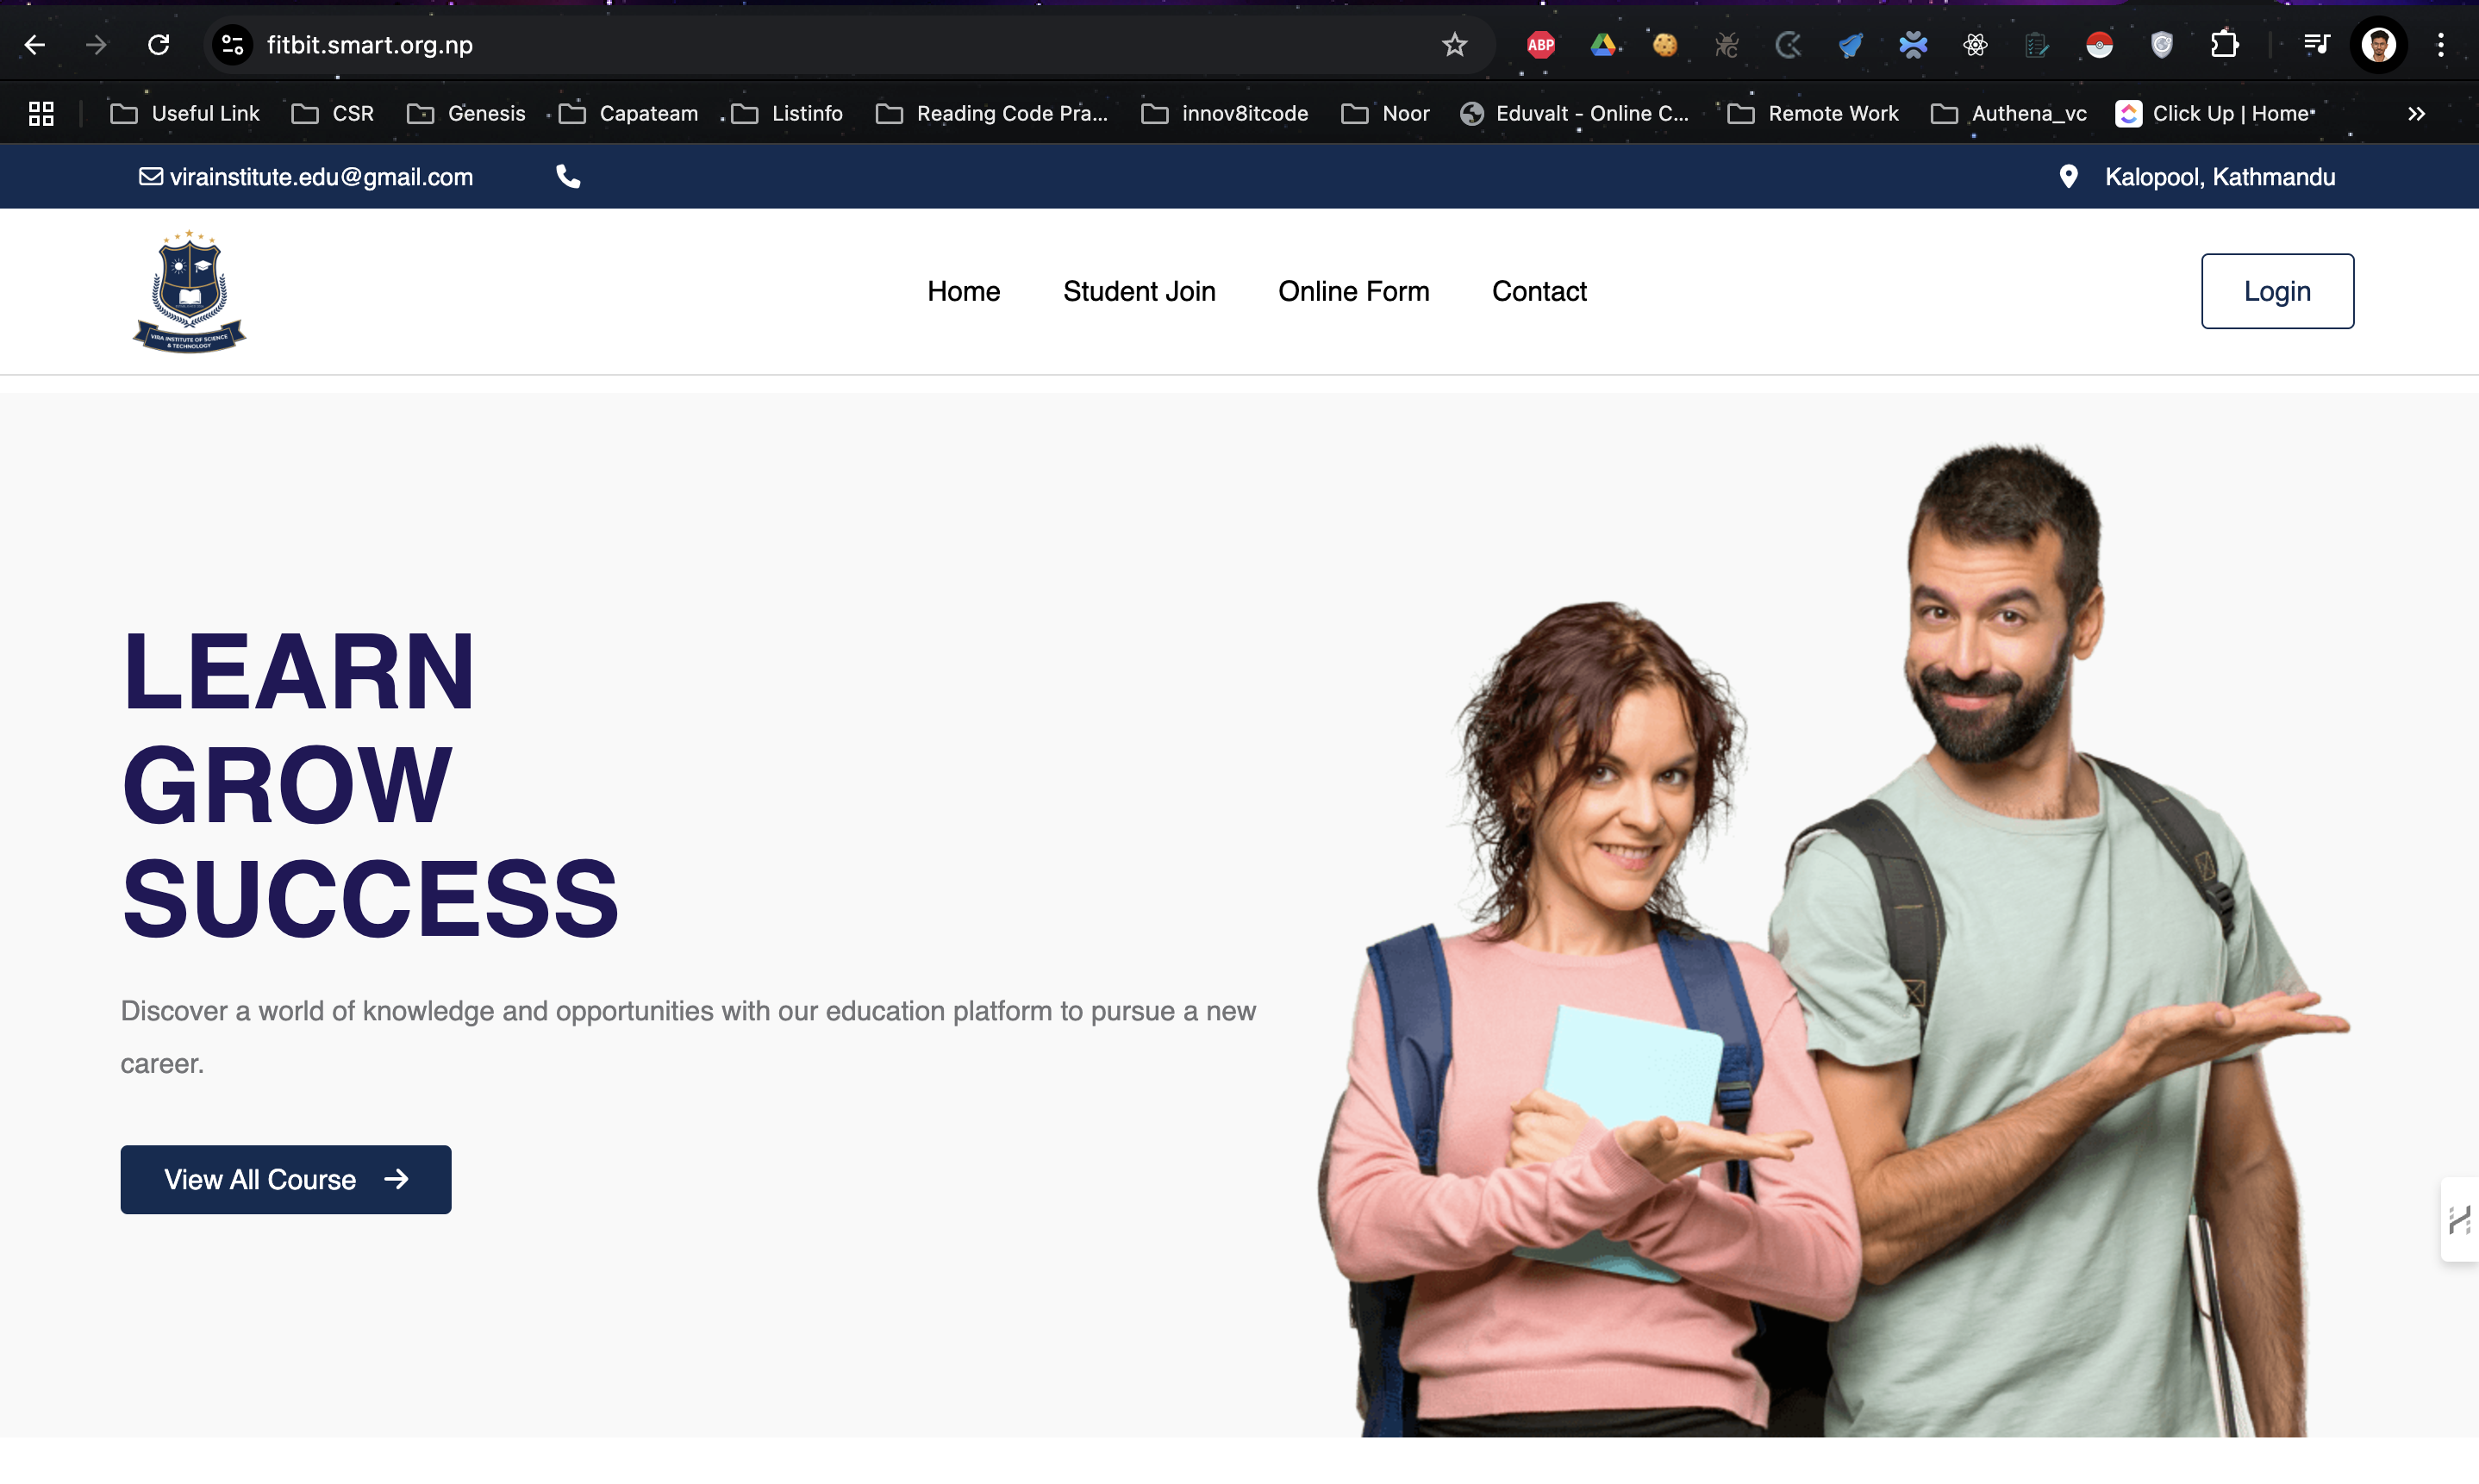 fitbit.smart.org.np
ABP
Useful Link CSR Genesis Capateam Listinfo Reading Code Pra... innov8itcode Noor Eduvalt - Online C... Remote Work Authena_vc Click Up | Home
virainstitute.edu@gmail.com Kalopool, Kathmandu
VIRA INSTITUTE OF SCIENCE
& TECHNOLOGY
Home Student Join Online Form Contact Login
LEARN
GROW
SUCCESS
Discover a world of knowledge and opportunities with our education platform to pursue a new
career.
View All Course